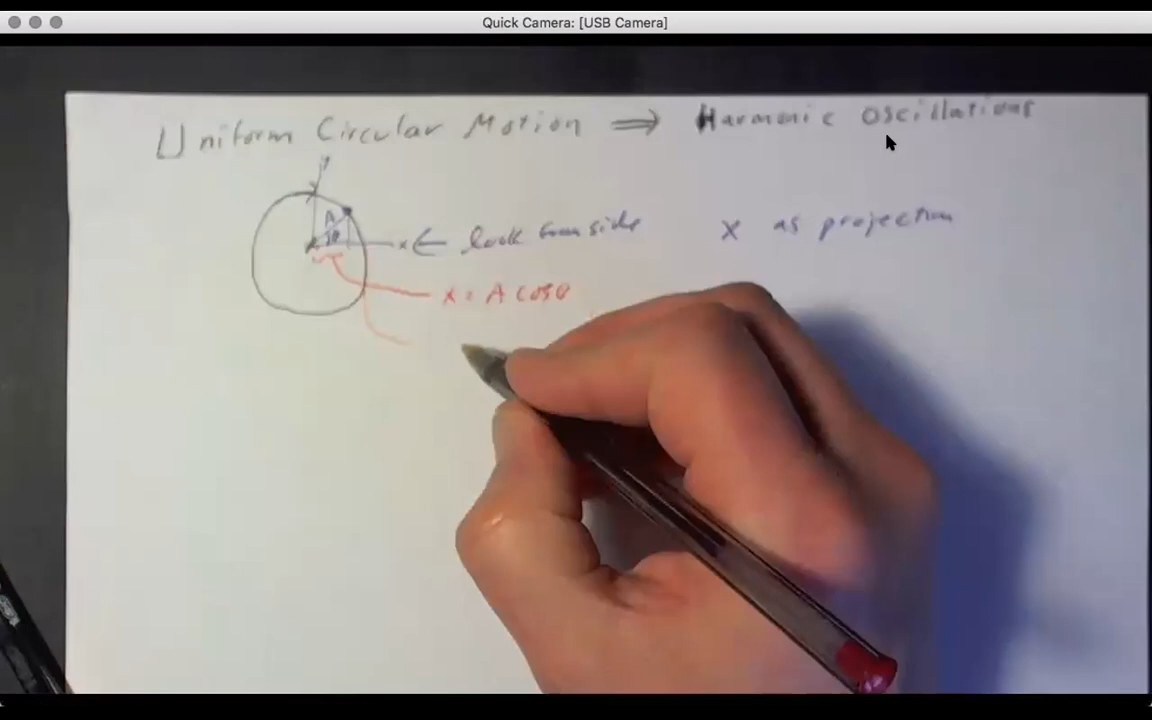 Quick Camera: [USB Camera]
Uniform Circular Motion ⇒ Harmonic Oscillations
y
A
θ
x ← look from side
x as projection
x = A cosθ